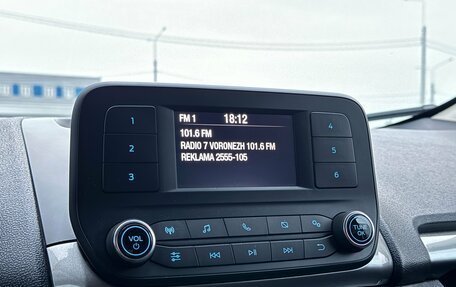 FM 1 18:12
101.6 FM
RADIO 7 VORONEZH 101.6 FM
REKLAMA 2555-105
1
2
3
4
5
6
VOL
TUNE